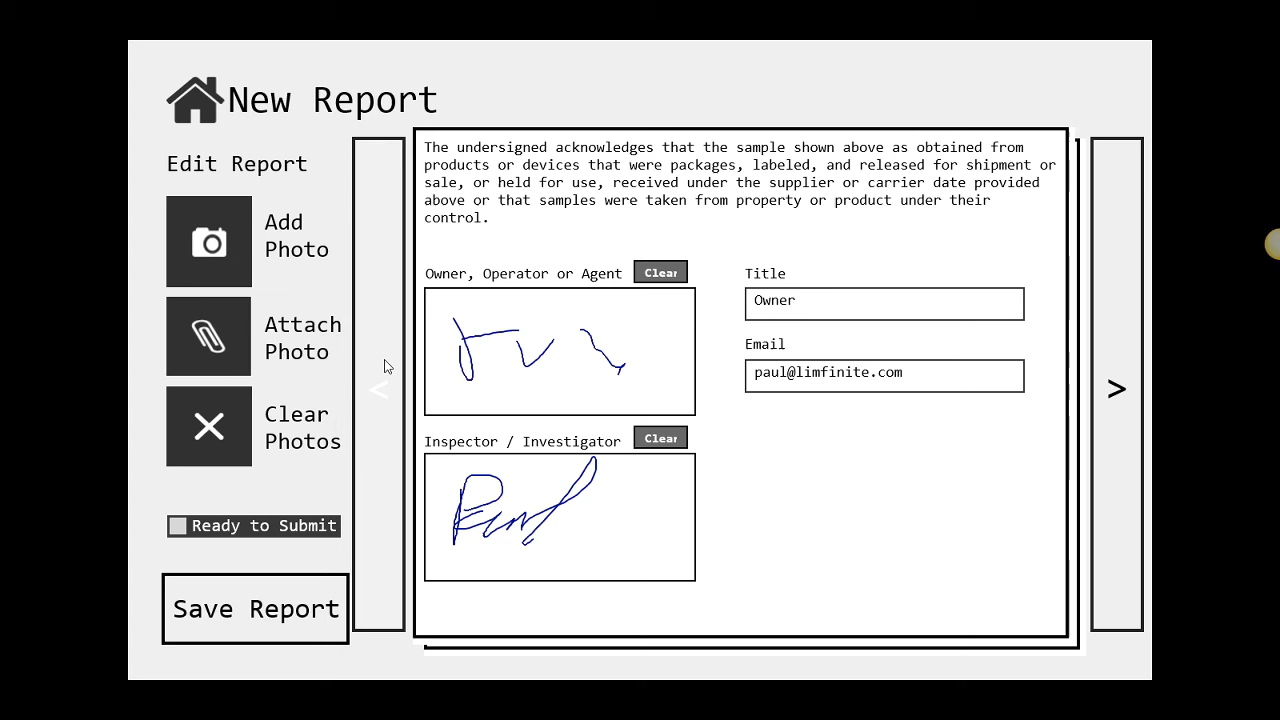 New Report
Edit Report
Add
Photo
Attach
Photo
Clear
Photos
Ready to Submit
Save Report
<
The undersigned acknowledges that the sample shown above as obtained from
products or devices that were packages, labeled, and released for shipment or
sale, or held for use, received under the supplier or carrier date provided
above or that samples were taken from property or product under their
control.
Owner, Operator or Agent Clear
Title
Owner
Email
paul@limfinite.com
Inspector / Investigator Clear
>